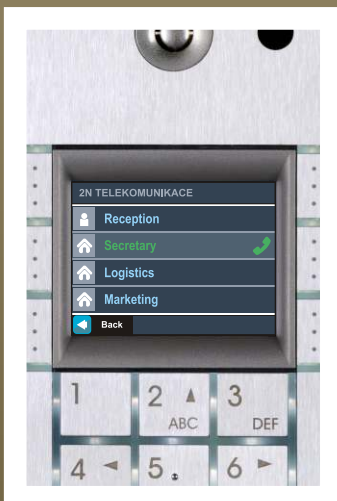 2N TELEKOMUNIKACE
Reception
Secretary
Logistics
Marketing
Back
1 2 3
ABC DEF
4 5 6